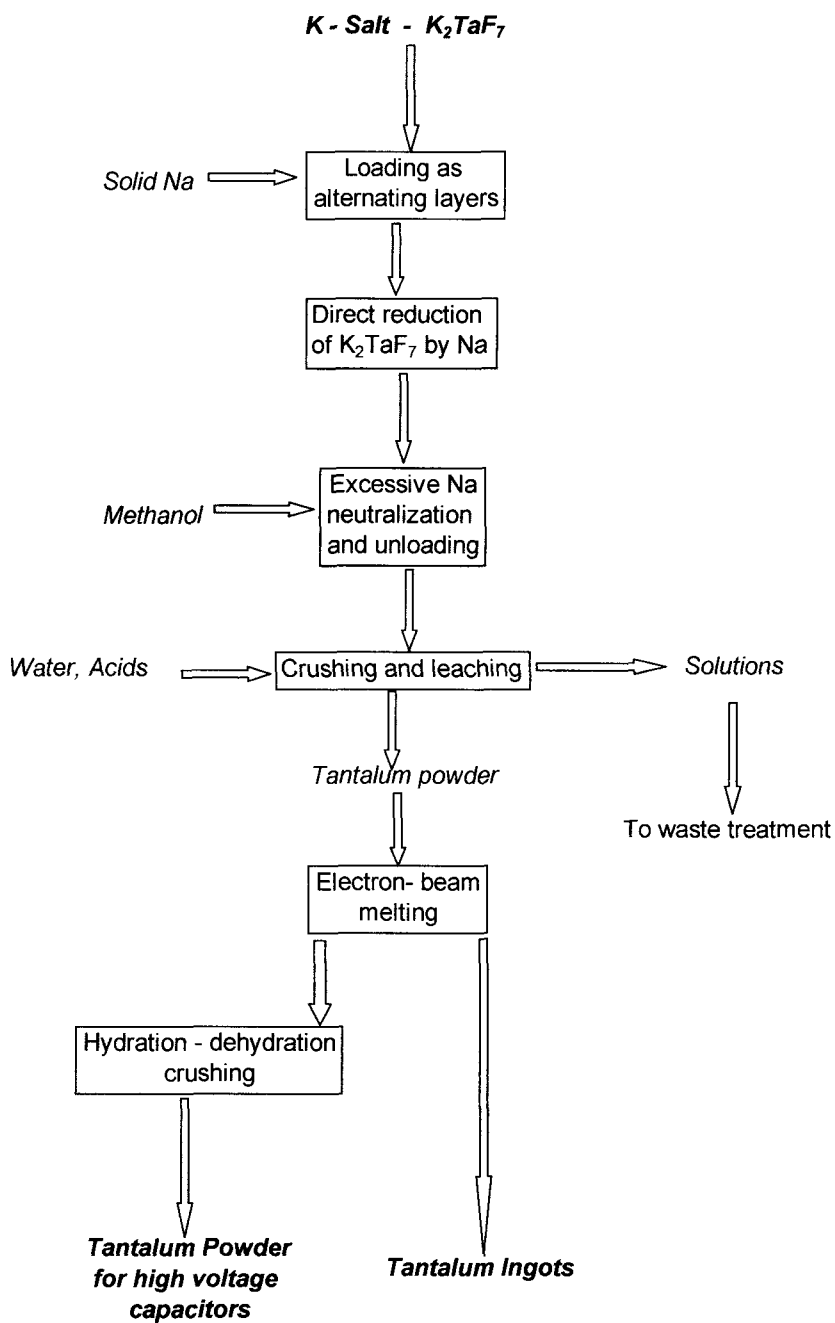 K - Salt - K₂TaF₇
Solid Na
Loading as
alternating layers
Direct reduction
of K₂TaF₇ by Na
Methanol
Excessive Na
neutralization
and unloading
Water, Acids
Crushing and leaching
Solutions
Tantalum powder
To waste treatment
Electron- beam
melting
Hydration - dehydration
crushing
Tantalum Powder
for high voltage
capacitors
Tantalum Ingots